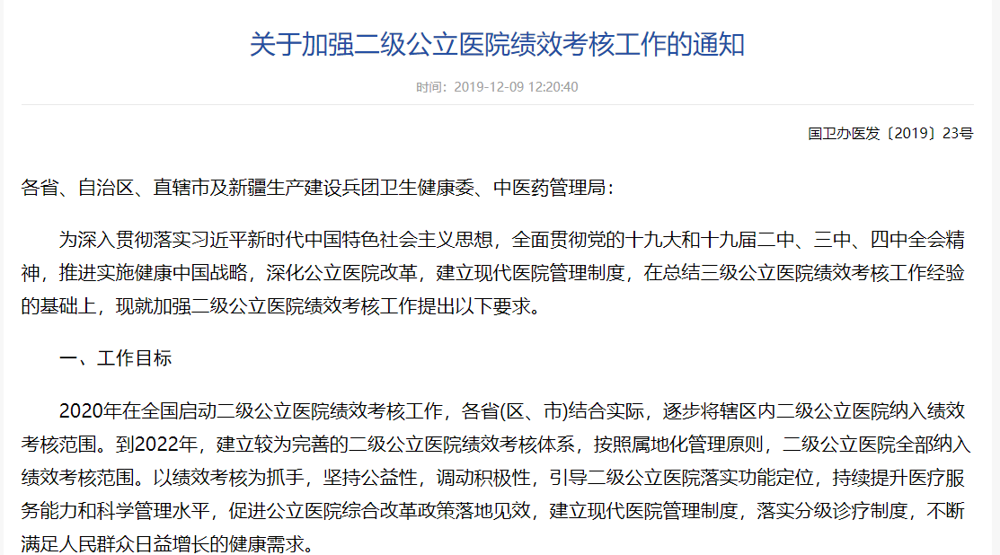 关于加强二级公立医院绩效考核工作的通知
时间：2019-12-09 12:20:40
国卫办医发〔2019〕23号
各省、自治区、直辖市及新疆生产建设兵团卫生健康委、中医药管理局：
为深入贯彻落实习近平新时代中国特色社会主义思想，全面贯彻党的十九大和十九届二中、三中、四中全会精
神，推进实施健康中国战略，深化公立医院改革，建立现代医院管理制度，在总结三级公立医院绩效考核工作经验
的基础上，现就加强二级公立医院绩效考核工作提出以下要求。
一、工作目标
2020年在全国启动二级公立医院绩效考核工作，各省(区、市)结合实际，逐步将辖区内二级公立医院纳入绩效
考核范围。到2022年，建立较为完善的二级公立医院绩效考核体系，按照属地化管理原则，二级公立医院全部纳入
绩效考核范围。以绩效考核为抓手，坚持公益性，调动积极性，引导二级公立医院落实功能定位，持续提升医疗服
务能力和科学管理水平，促进公立医院综合改革政策落地见效，建立现代医院管理制度，落实分级诊疗制度，不断
满足人民群众日益增长的健康需求。